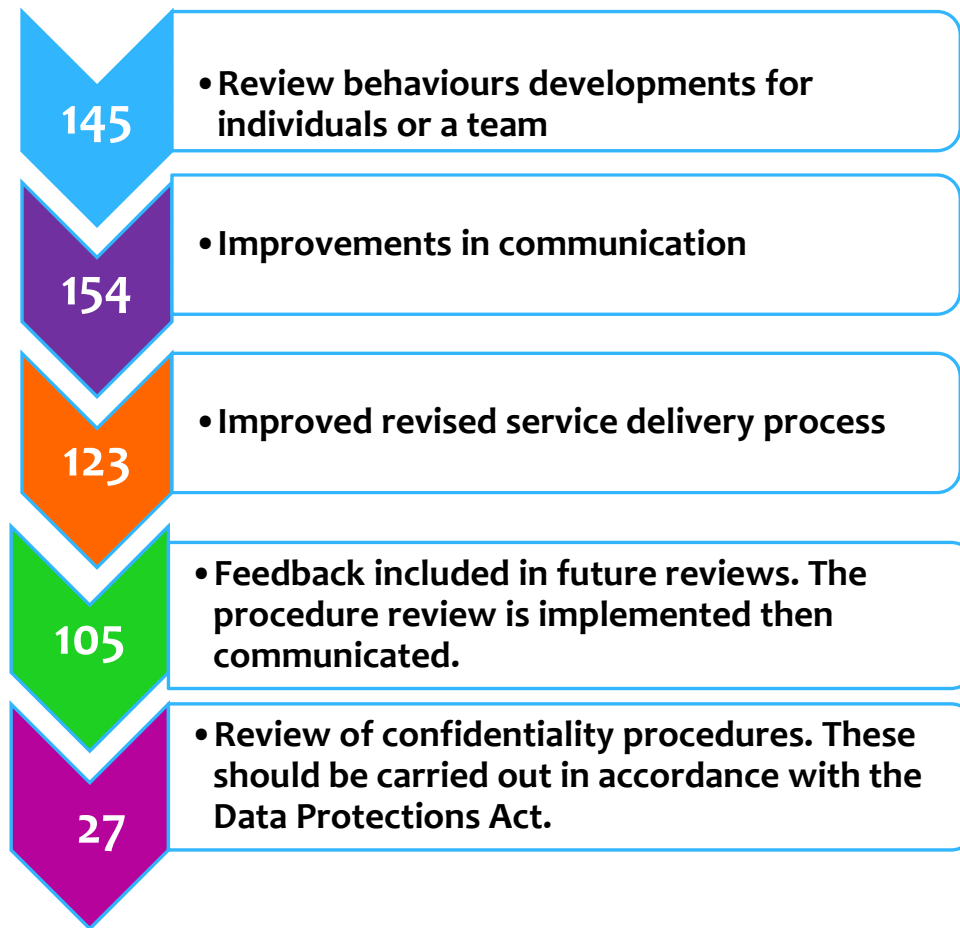 145
•Review behaviours developments for
individuals or a team
154
•Improvements in communication
123
•Improved revised service delivery process
105
•Feedback included in future reviews. The
procedure review is implemented then
communicated.
27
•Review of confidentiality procedures. These
should be carried out in accordance with the
Data Protections Act.